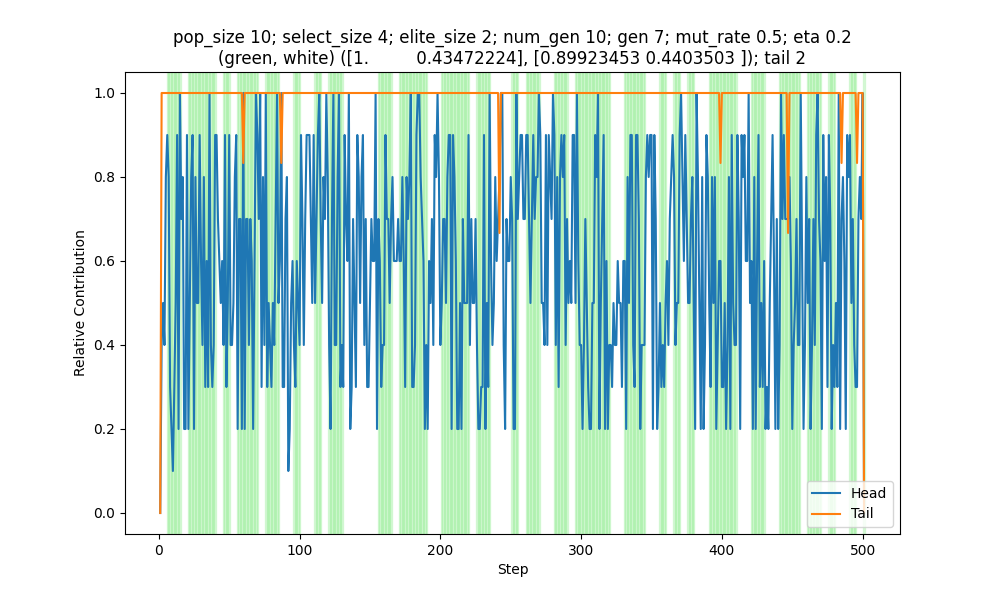 pop_size 10; select_size 4; elite_size 2; num_gen 10; gen 7; mut_rate 0.5; eta 0.2
(green, white) ([1. 0.43472224], [0.89923453 0.4403503 ]); tail 2
1.0
0.8
0.6
0.4
0.2
0.0
Relative Contribution
Head
Tail
0 100 200 300 400 500
Step